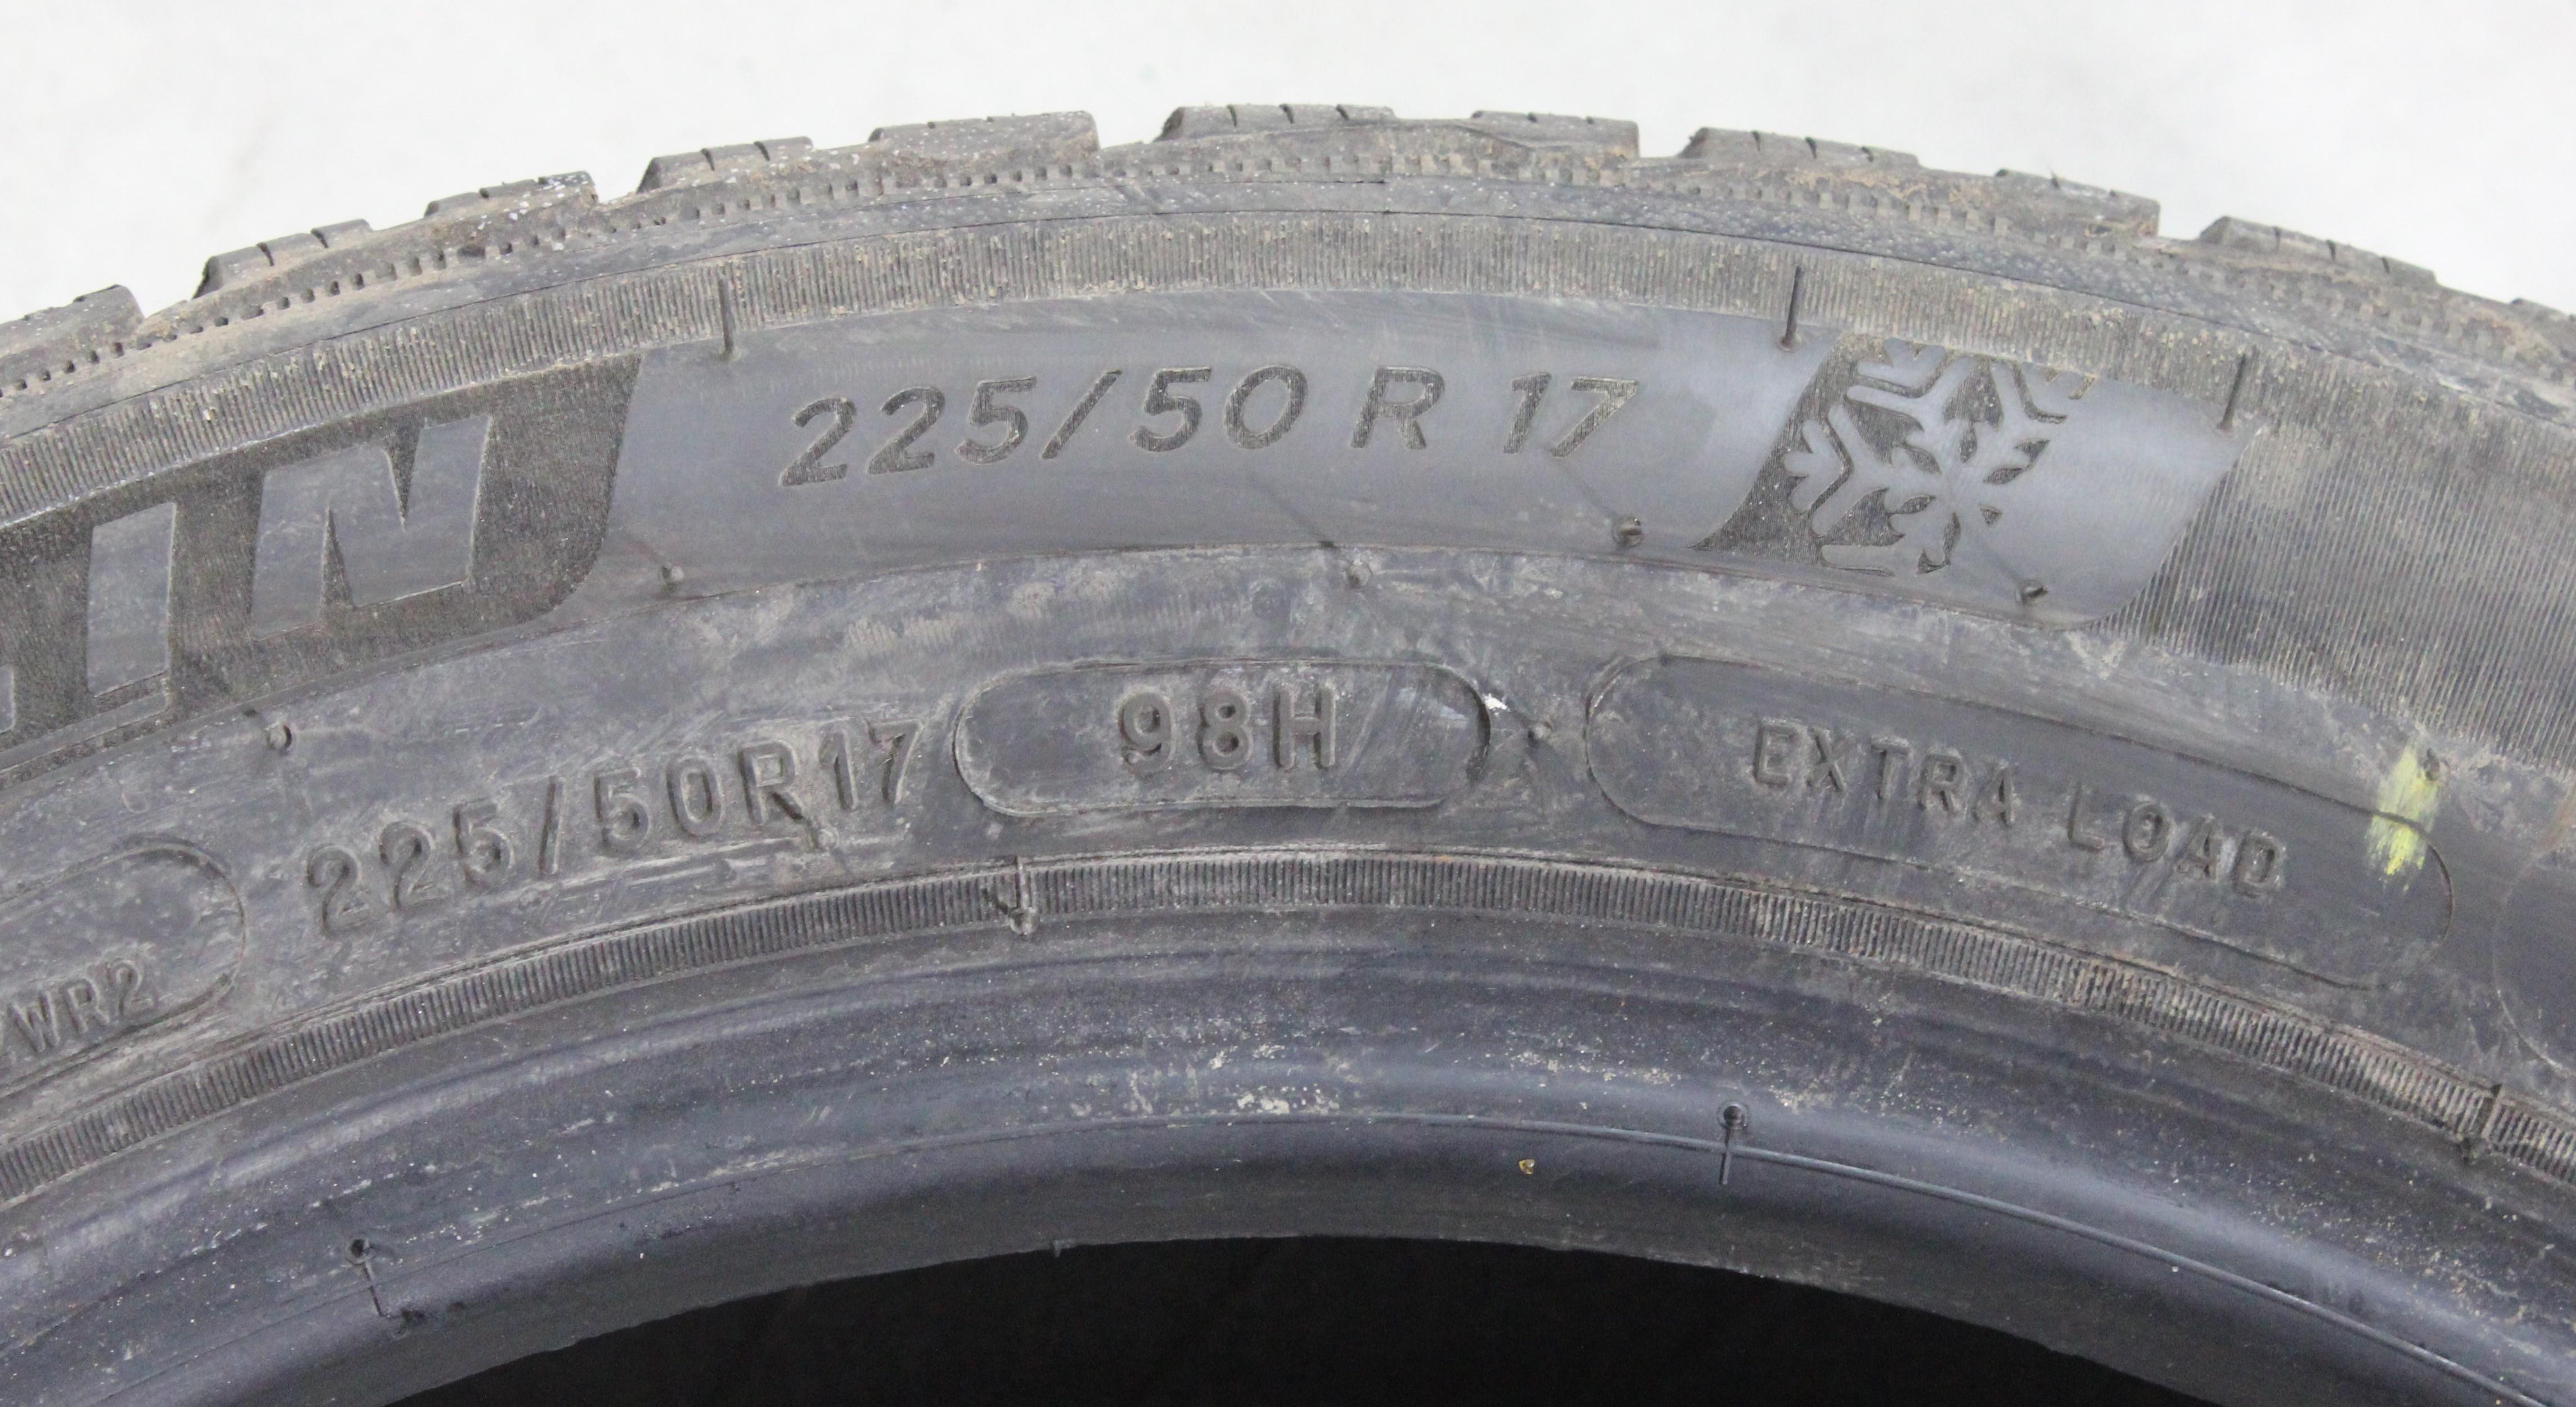 IN 225/50 R 17
WR2 225/50R17 98H EXTRA LOAD